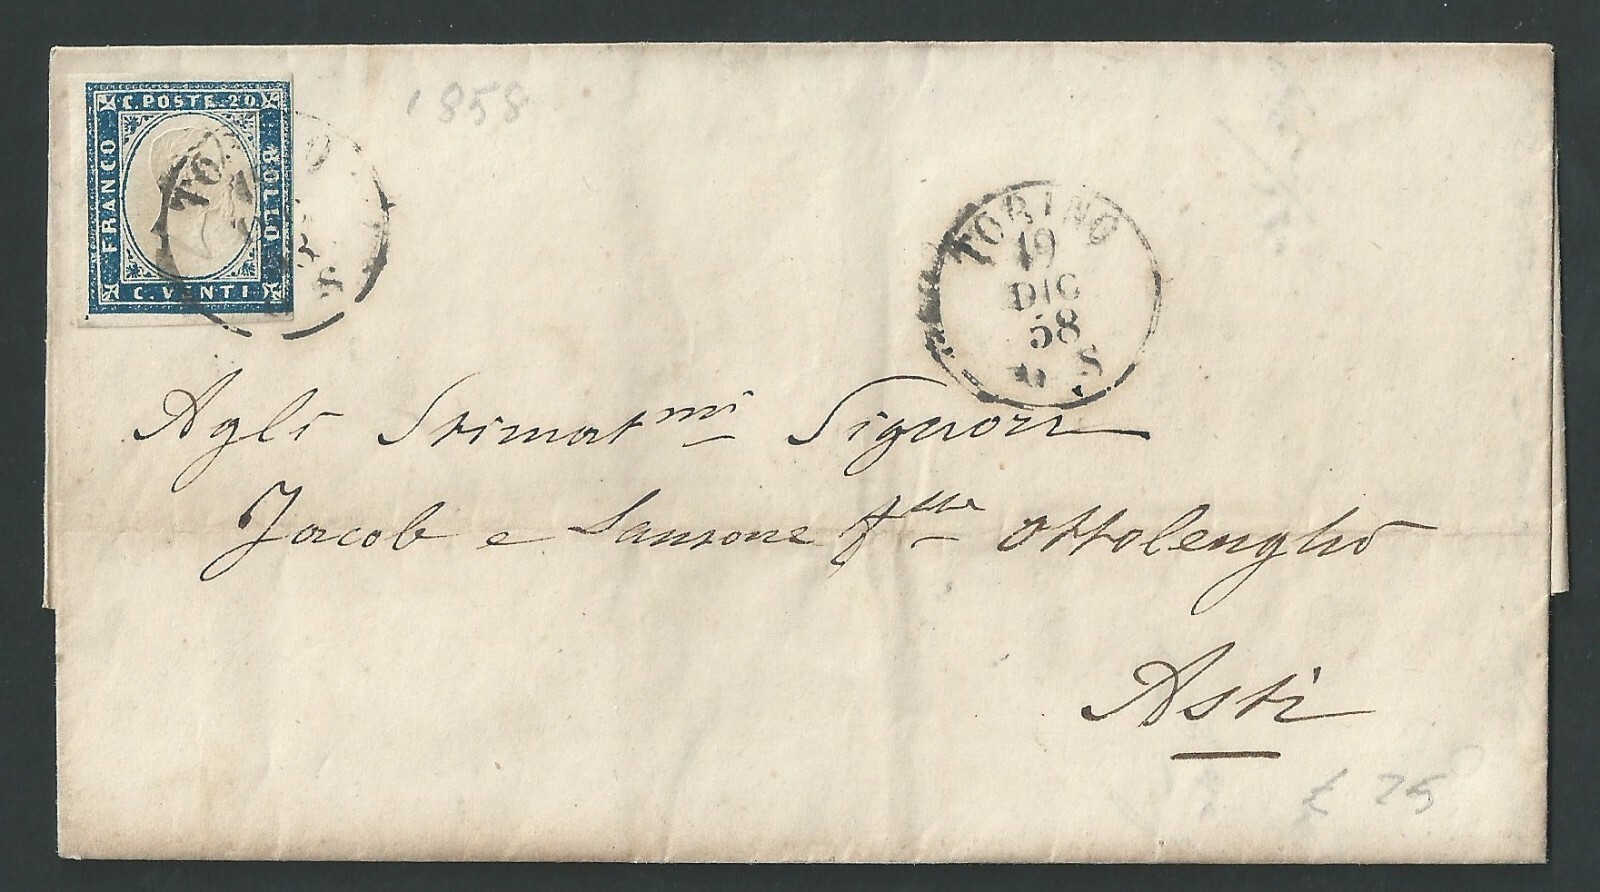 C. POSTE. 20
FRANCO
BOLLO
C. VENTI
1858
TORINO
19
DIC
58
S
Agli Stimat^mi Signori
Jacob e Sansone F^lli Ottolenghi
Asti
£ 25